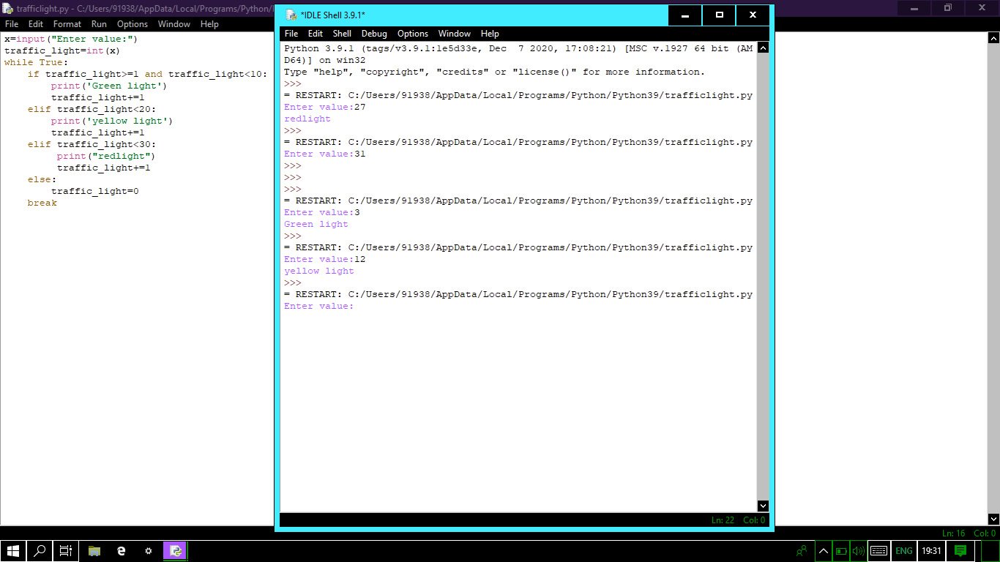 trafficlight.py - C:/Users/91938/AppData/Local/Programs/Python/
File Edit Format Run Options Window Help
x=input("Enter value:")
traffic_light=int(x)
while True:
    if traffic_light>=1 and traffic_light<10:
        print('Green light')
        traffic_light+=1
    elif traffic_light<20:
        print('yellow light')
        traffic_light+=1
    elif traffic_light<30:
         print("redlight")
         traffic_light+=1
    else:
        traffic_light=0
    break
*IDLE Shell 3.9.1*
File Edit Shell Debug Options Window Help
Python 3.9.1 (tags/v3.9.1:1e5d33e, Dec  7 2020, 17:08:21) [MSC v.1927 64 bit (AM
D64)] on win32
Type "help", "copyright", "credits" or "license()" for more information.
>>>
= RESTART: C:/Users/91938/AppData/Local/Programs/Python/Python39/trafficlight.py
Enter value:27
redlight
>>>
= RESTART: C:/Users/91938/AppData/Local/Programs/Python/Python39/trafficlight.py
Enter value:31
>>>
>>>
>>>
= RESTART: C:/Users/91938/AppData/Local/Programs/Python/Python39/trafficlight.py
Enter value:3
Green light
>>>
= RESTART: C:/Users/91938/AppData/Local/Programs/Python/Python39/trafficlight.py
Enter value:12
yellow light
>>>
= RESTART: C:/Users/91938/AppData/Local/Programs/Python/Python39/trafficlight.py
Enter value:
Ln: 22 Col: 0
Ln: 16 Col: 0
ENG 19:31